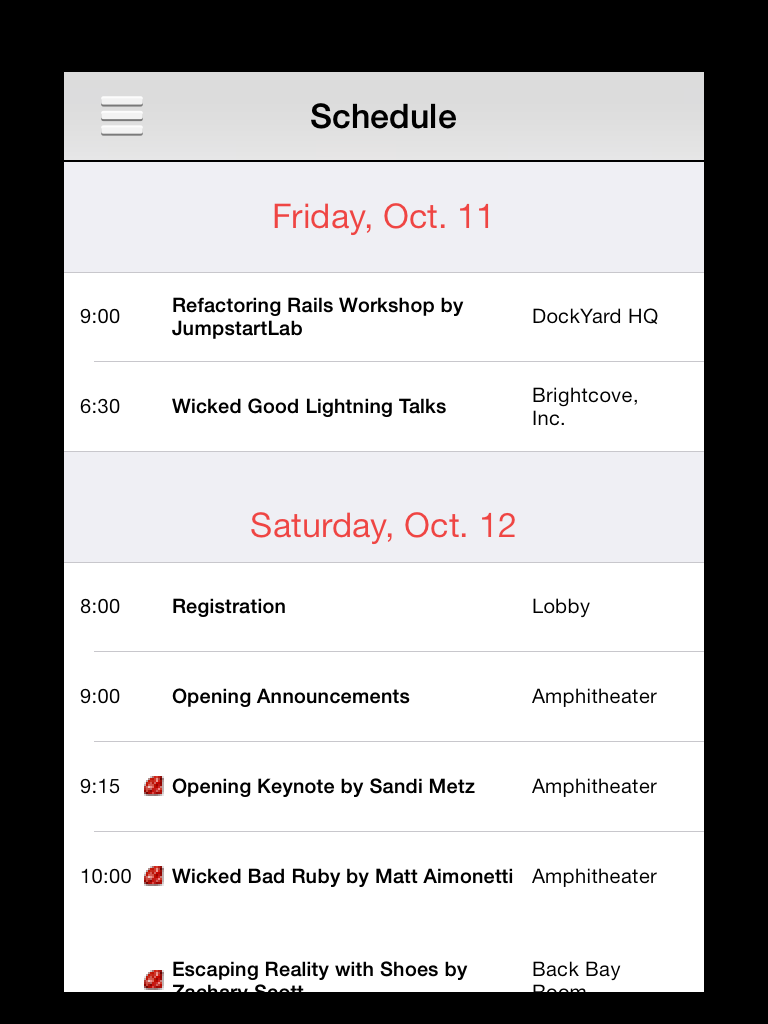 Schedule
Friday, Oct. 11
9:00 Refactoring Rails Workshop by JumpstartLab DockYard HQ
6:30 Wicked Good Lightning Talks Brightcove, Inc.
Saturday, Oct. 12
8:00 Registration Lobby
9:00 Opening Announcements Amphitheater
9:15 Opening Keynote by Sandi Metz Amphitheater
10:00 Wicked Bad Ruby by Matt Aimonetti Amphitheater
Escaping Reality with Shoes by Zachary Scott Back Bay Room